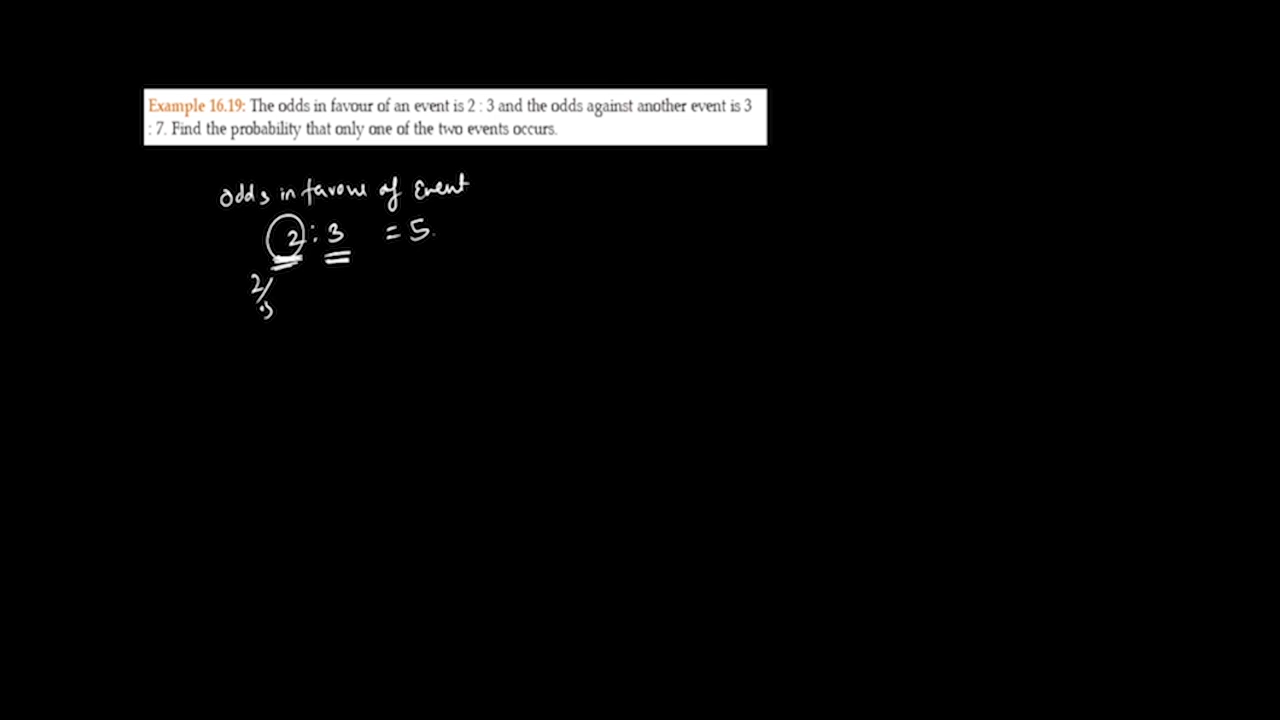 Example 16.19: The odds in favour of an event is 2 : 3 and the odds against another event is 3
: 7. Find the probability that only one of the two events occurs.
Odds in favour of Event
2 : 3 = 5.
2/